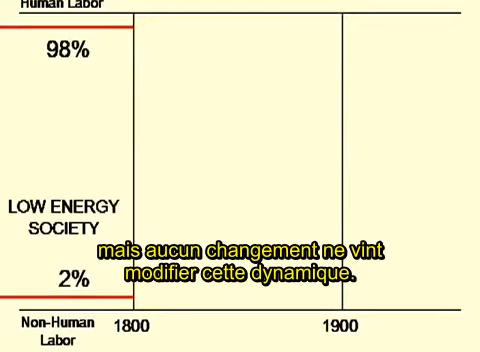 Human Labor
98%
LOW ENERGY
SOCIETY
mais aucun changement ne vint
modifier cette dynamique.
2%
Non-Human
Labor
1800
1900